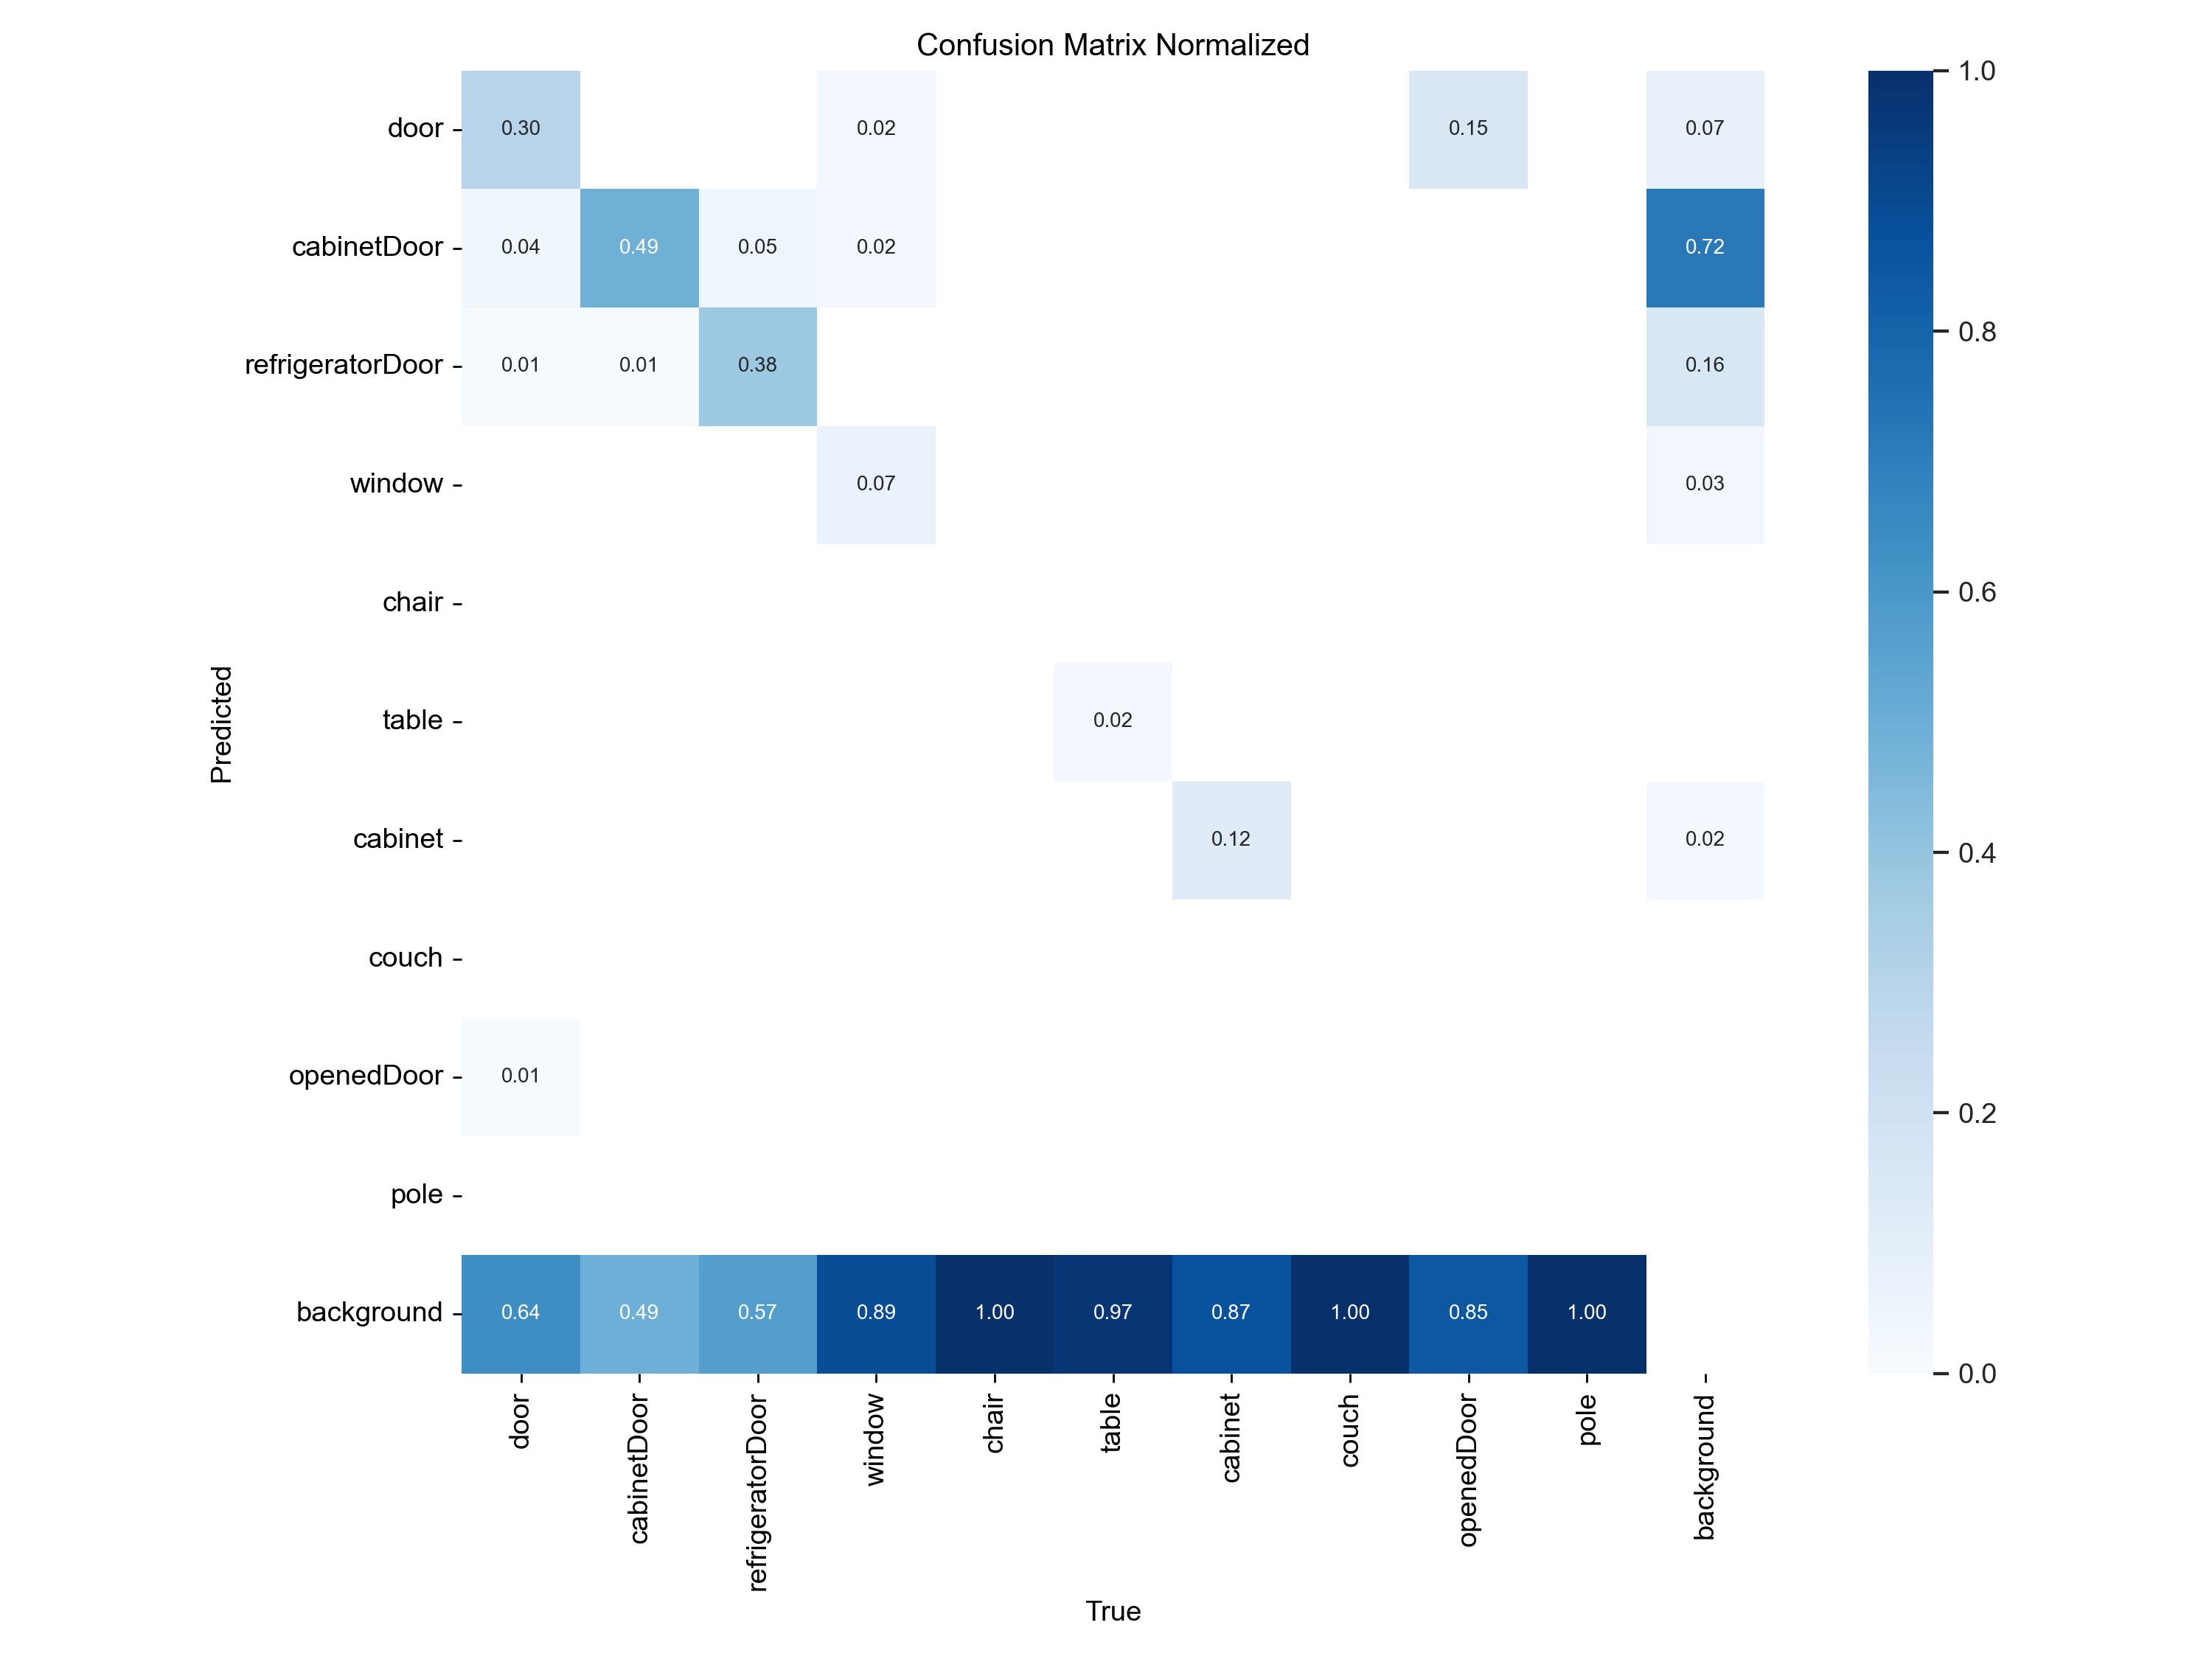 Confusion Matrix Normalized
door 0.30 0.02 0.15 0.07
cabinetDoor 0.04 0.49 0.05 0.02 0.72
refrigeratorDoor 0.01 0.01 0.38 0.16
window 0.07 0.03
chair
table 0.02
cabinet 0.12 0.02
couch
openedDoor 0.01
pole
background 0.64 0.49 0.57 0.89 1.00 0.97 0.87 1.00 0.85 1.00
Predicted
door cabinetDoor refrigeratorDoor window chair table cabinet couch openedDoor pole background
True
1.0
0.8
0.6
0.4
0.2
0.0